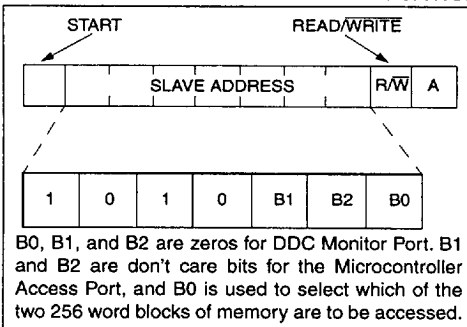 START READ/WRITE
SLAVE ADDRESS R/W A
1 0 1 0 B1 B2 B0
B0, B1, and B2 are zeros for DDC Monitor Port. B1
and B2 are don't care bits for the Microcontroller
Access Port, and B0 is used to select which of the
two 256 word blocks of memory are to be accessed.